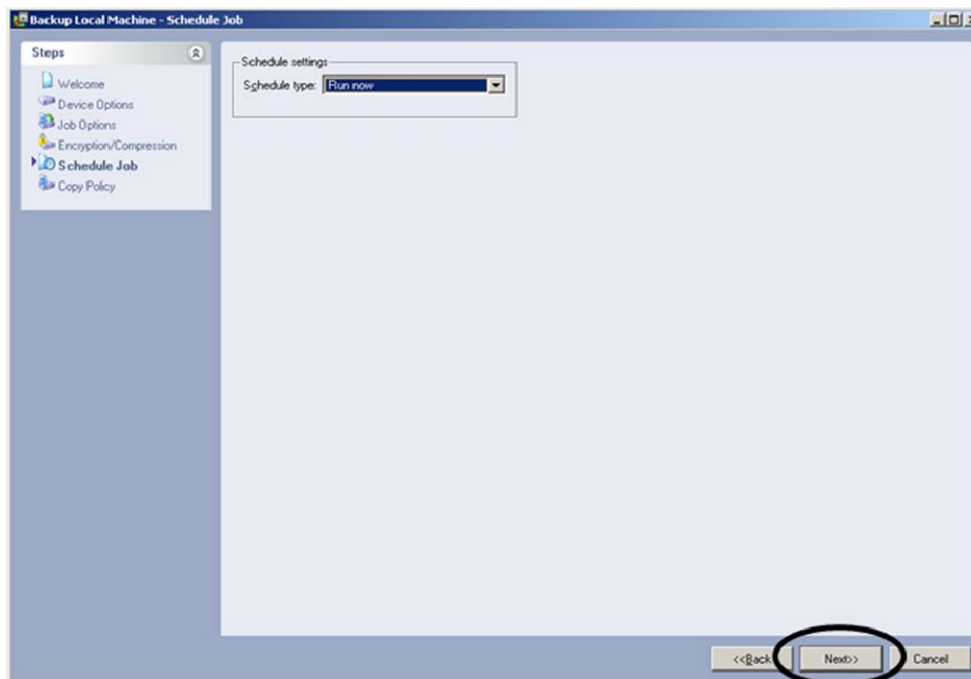 Backup Local Machine - Schedule Job
Steps
Welcome
Device Options
Job Options
Encryption/Compression
Schedule Job
Copy Policy
Schedule settings
Schedule type: Run now
<<Back Next>> Cancel